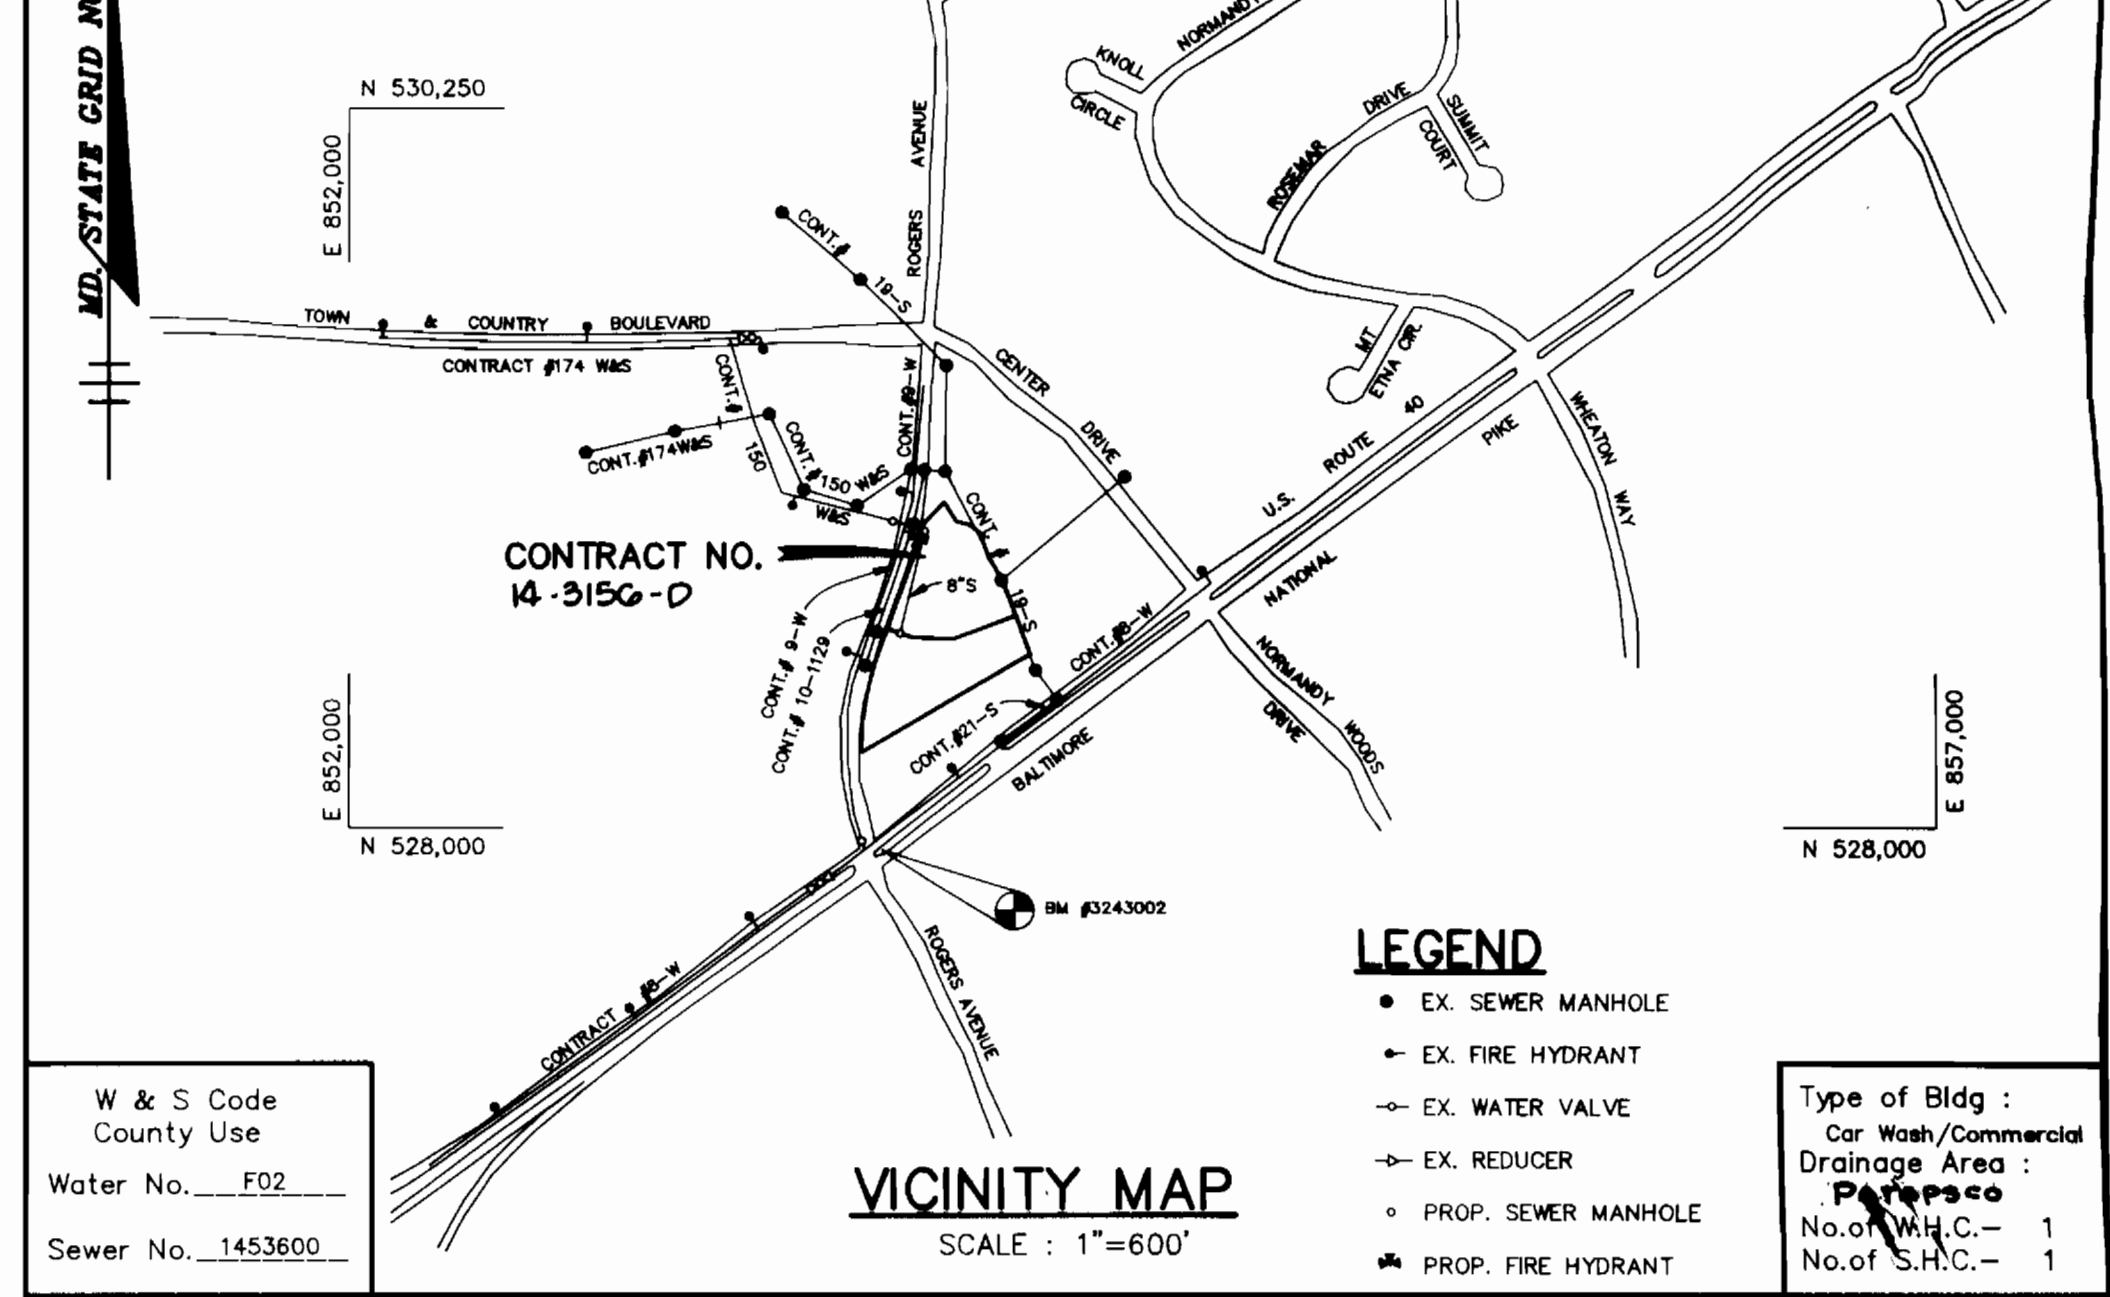 MD. STATE GRID
N 530,250
E 852,000
ROGERS AVENUE
KNOLL
CIRCLE
ROSEMAR DRIVE
SUMMIT
COURT
CONT.# 19-S
TOWN & COUNTRY BOULEVARD
CONTRACT #174 W&S
CONT.# 150 W&S
CONT.#174W&S
CONT.#150 W&S
CONT.#9-W
CENTER DRIVE
MT
ETNA CIR.
U.S. ROUTE 40
BALTIMORE NATIONAL PIKE
WHEATON WAY
CONT. # 19-S
CONTRACT NO.
14-3156-D
8"S
CONT.# 9-W
CONT.# 10-1129
CONT.#8-W
CONT.#21-S
NORMANDY WOODS
DRIVE
E 852,000
N 528,000
E 857,000
N 528,000
BM #3243002
ROGERS AVENUE
CONTRACT #8-W
LEGEND
EX. SEWER MANHOLE
EX. FIRE HYDRANT
EX. WATER VALVE
EX. REDUCER
PROP. SEWER MANHOLE
PROP. FIRE HYDRANT
VICINITY MAP
SCALE : 1"=600'
W & S Code
County Use
Water No. F02
Sewer No. 1453600
Type of Bldg :
Car Wash/Commercial
Drainage Area :
Patapsco
No.of W.H.C.- 1
No.of S.H.C.- 1